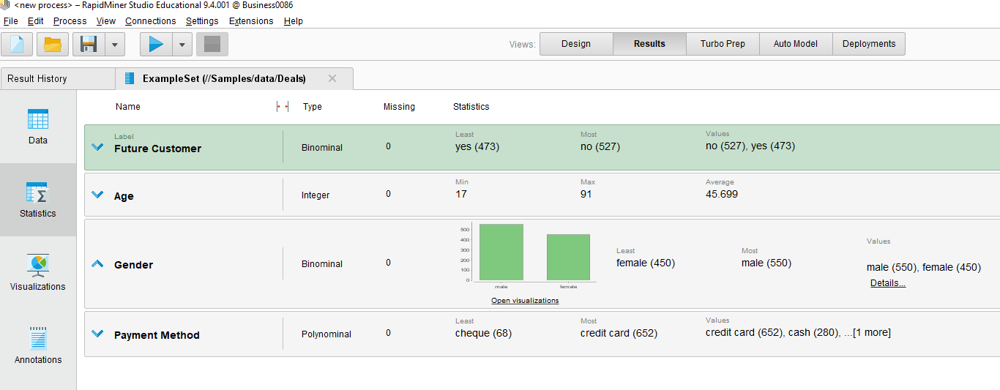 <new process> – RapidMiner Studio Educational 9.4.001 @ Business0086
File Edit Process View Connections Settings Extensions Help
Views: Design Results Turbo Prep Auto Model Deployments
Result History ExampleSet (//Samples/data/Deals)
Data
Statistics
Visualizations
Annotations
Name Type Missing Statistics
Label Least Most Values
Future Customer Binominal 0 yes (473) no (527) no (527), yes (473)
Min Max Average
Age Integer 0 17 91 45.699
500
400
300
200
100
0
male female
Open visualizations
Least Most Values
Gender Binominal 0 female (450) male (550) male (550), female (450)
Details...
Least Most Values
Payment Method Polynominal 0 cheque (68) credit card (652) credit card (652), cash (280), ...[1 more]